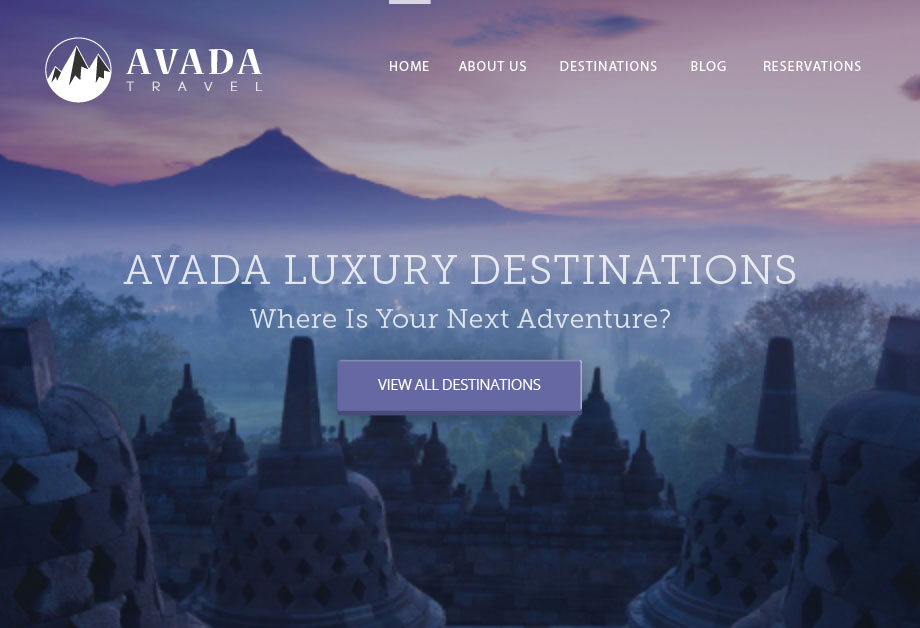 AVADA
TRAVEL
HOME ABOUT US DESTINATIONS BLOG RESERVATIONS
AVADA LUXURY DESTINATIONS
Where Is Your Next Adventure?
VIEW ALL DESTINATIONS